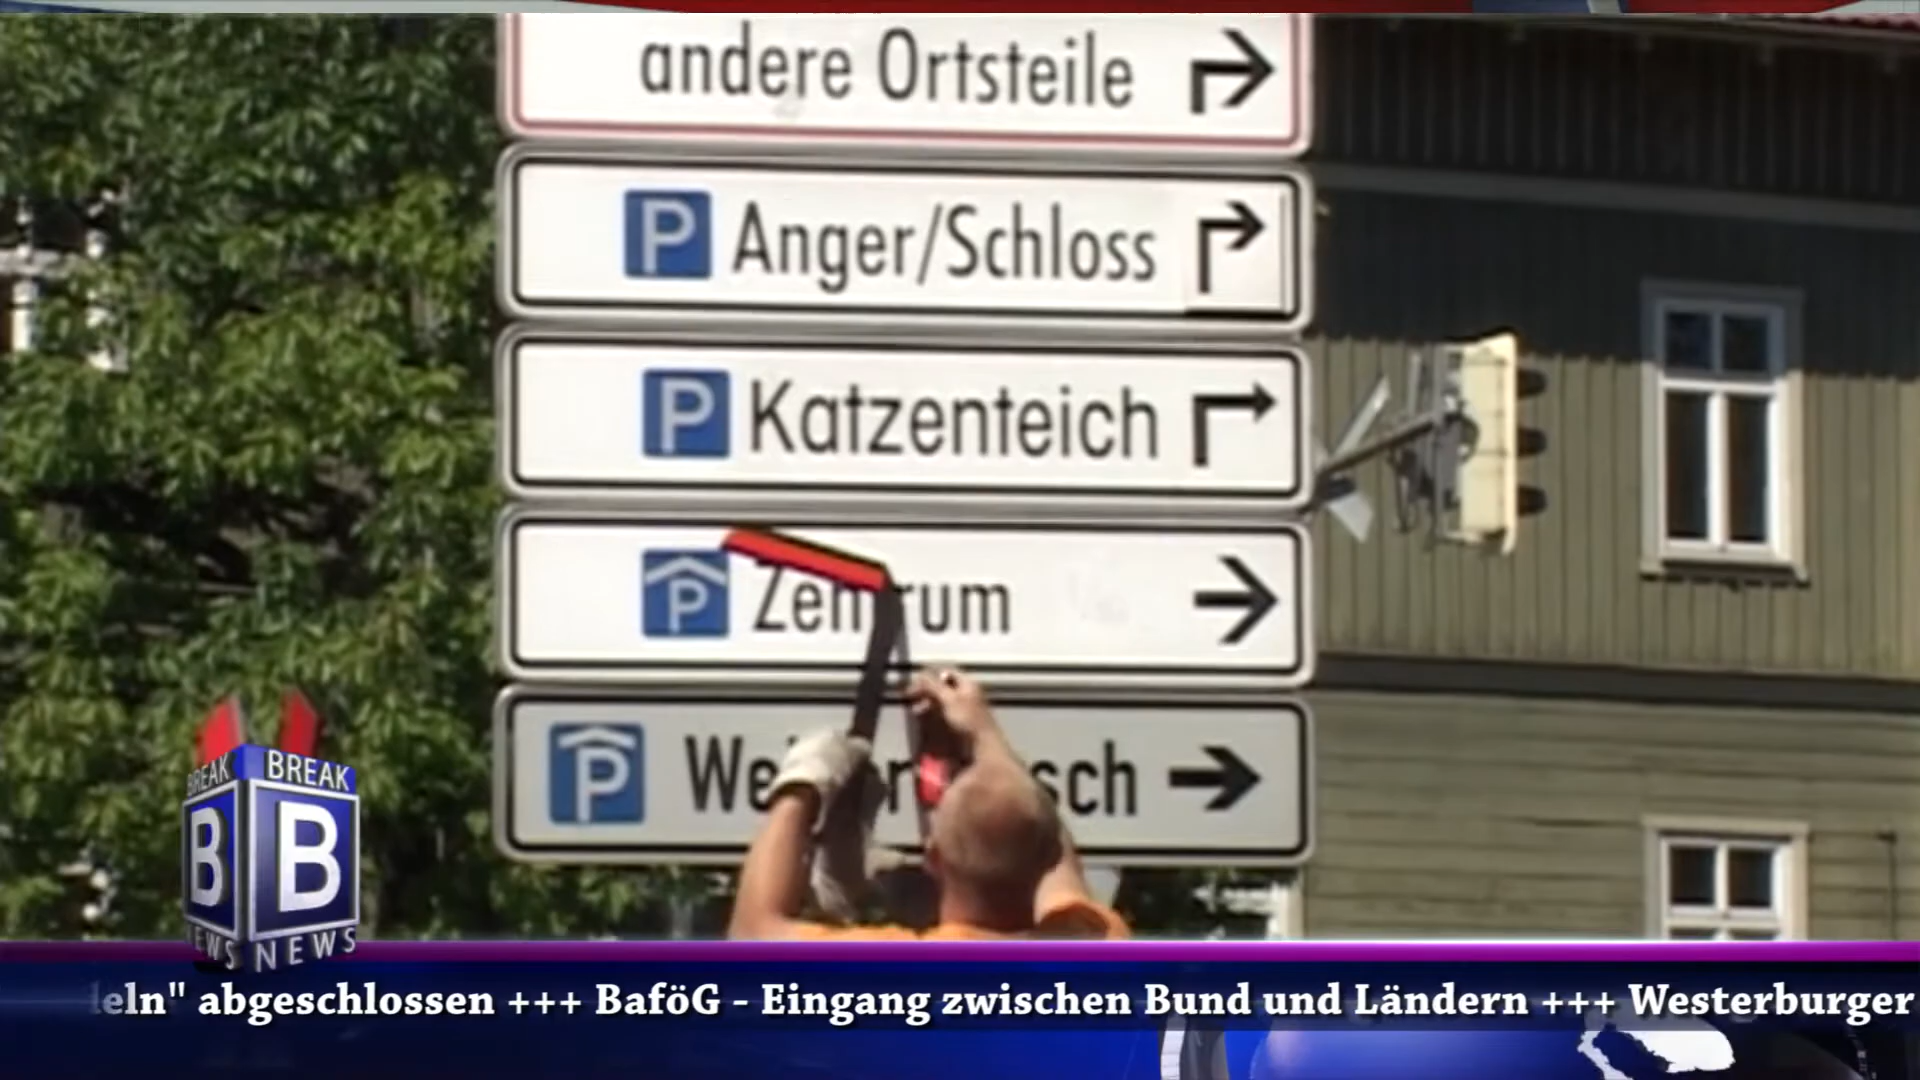 andere Ortsteile
P Anger/Schloss
P Katzenteich
P Zentrum
P
BREAK BREAK
B B
NEWS NEWS
eln" abgeschlossen +++ BaföG - Eingang zwischen Bund und Ländern +++ Westerburger